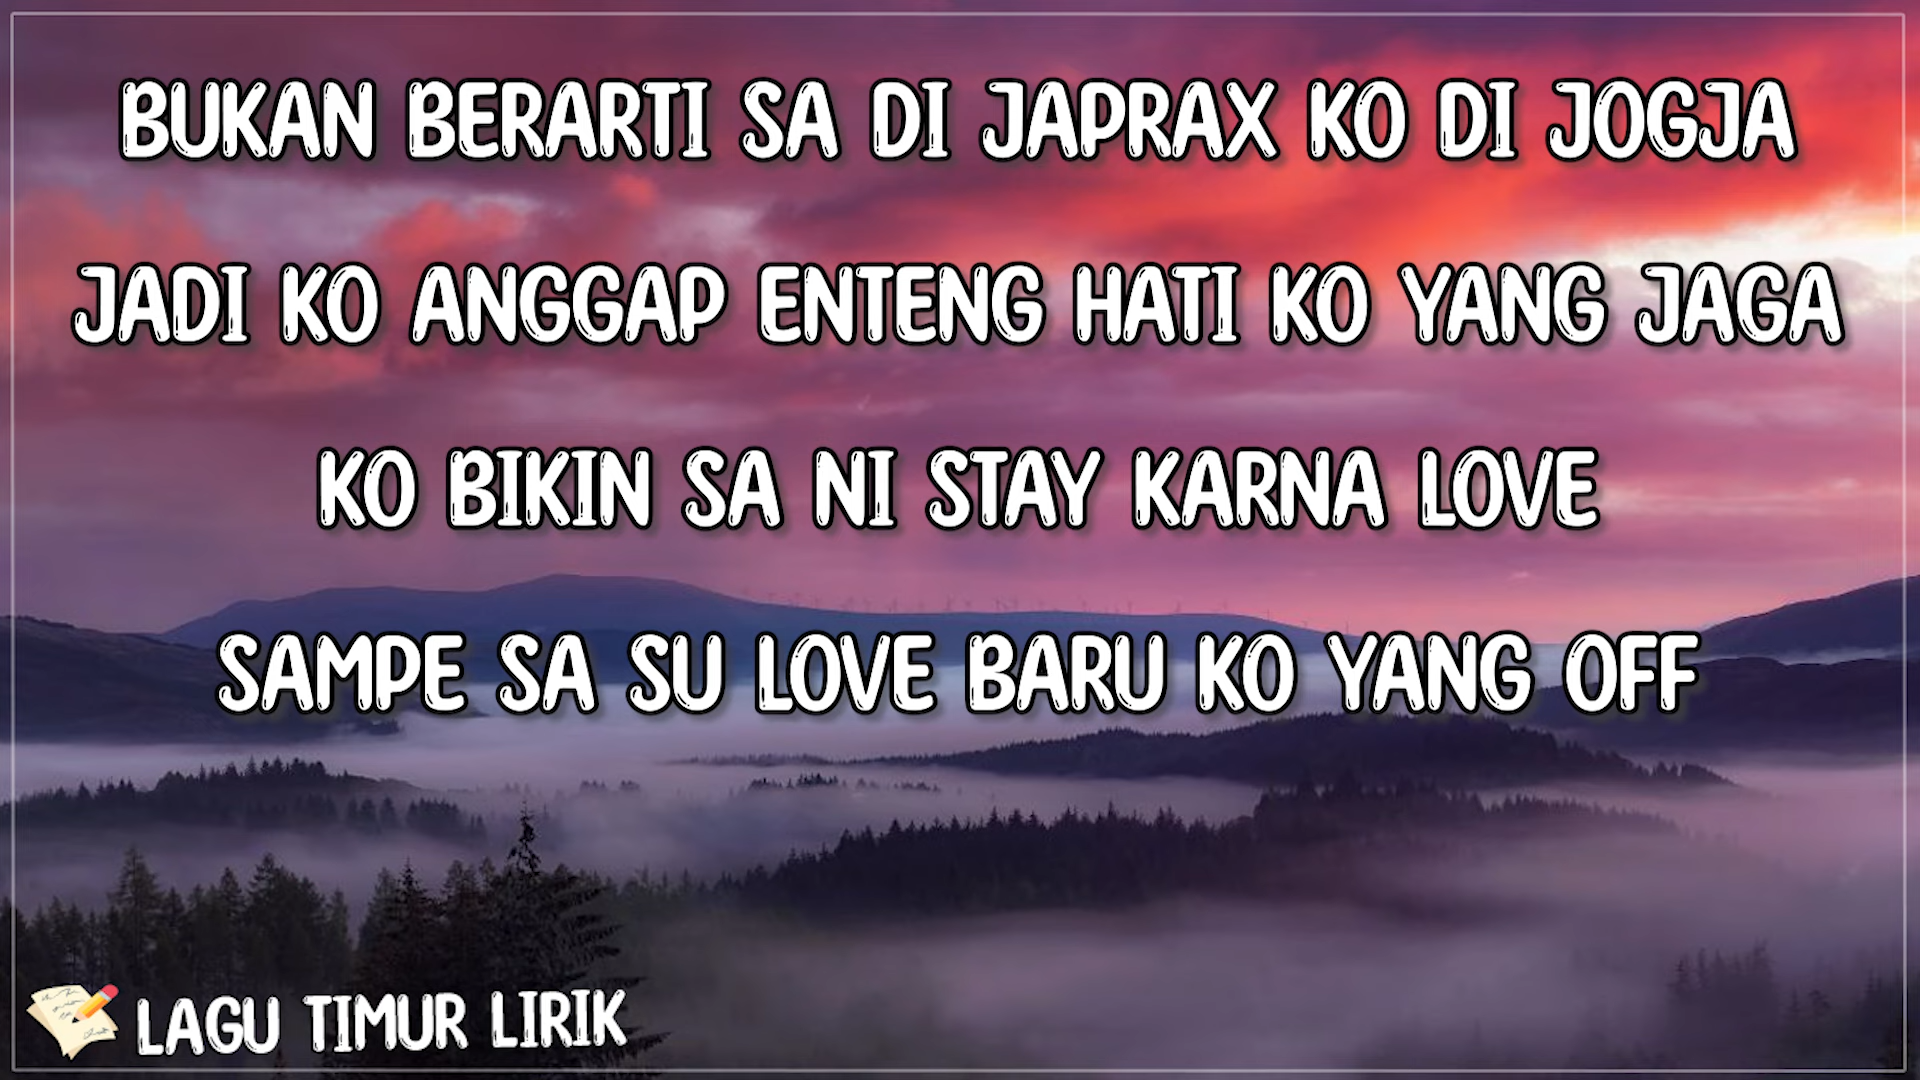 BUKAN BERARTI SA DI JAPRAX KO DI JOGJA
JADI KO ANGGAP ENTENG HATI KO YANG JAGA
KO BIKIN SA NI STAY KARNA LOVE
SAMPE SA SU LOVE BARU KO YANG OFF
LAGU TIMUR LIRIK